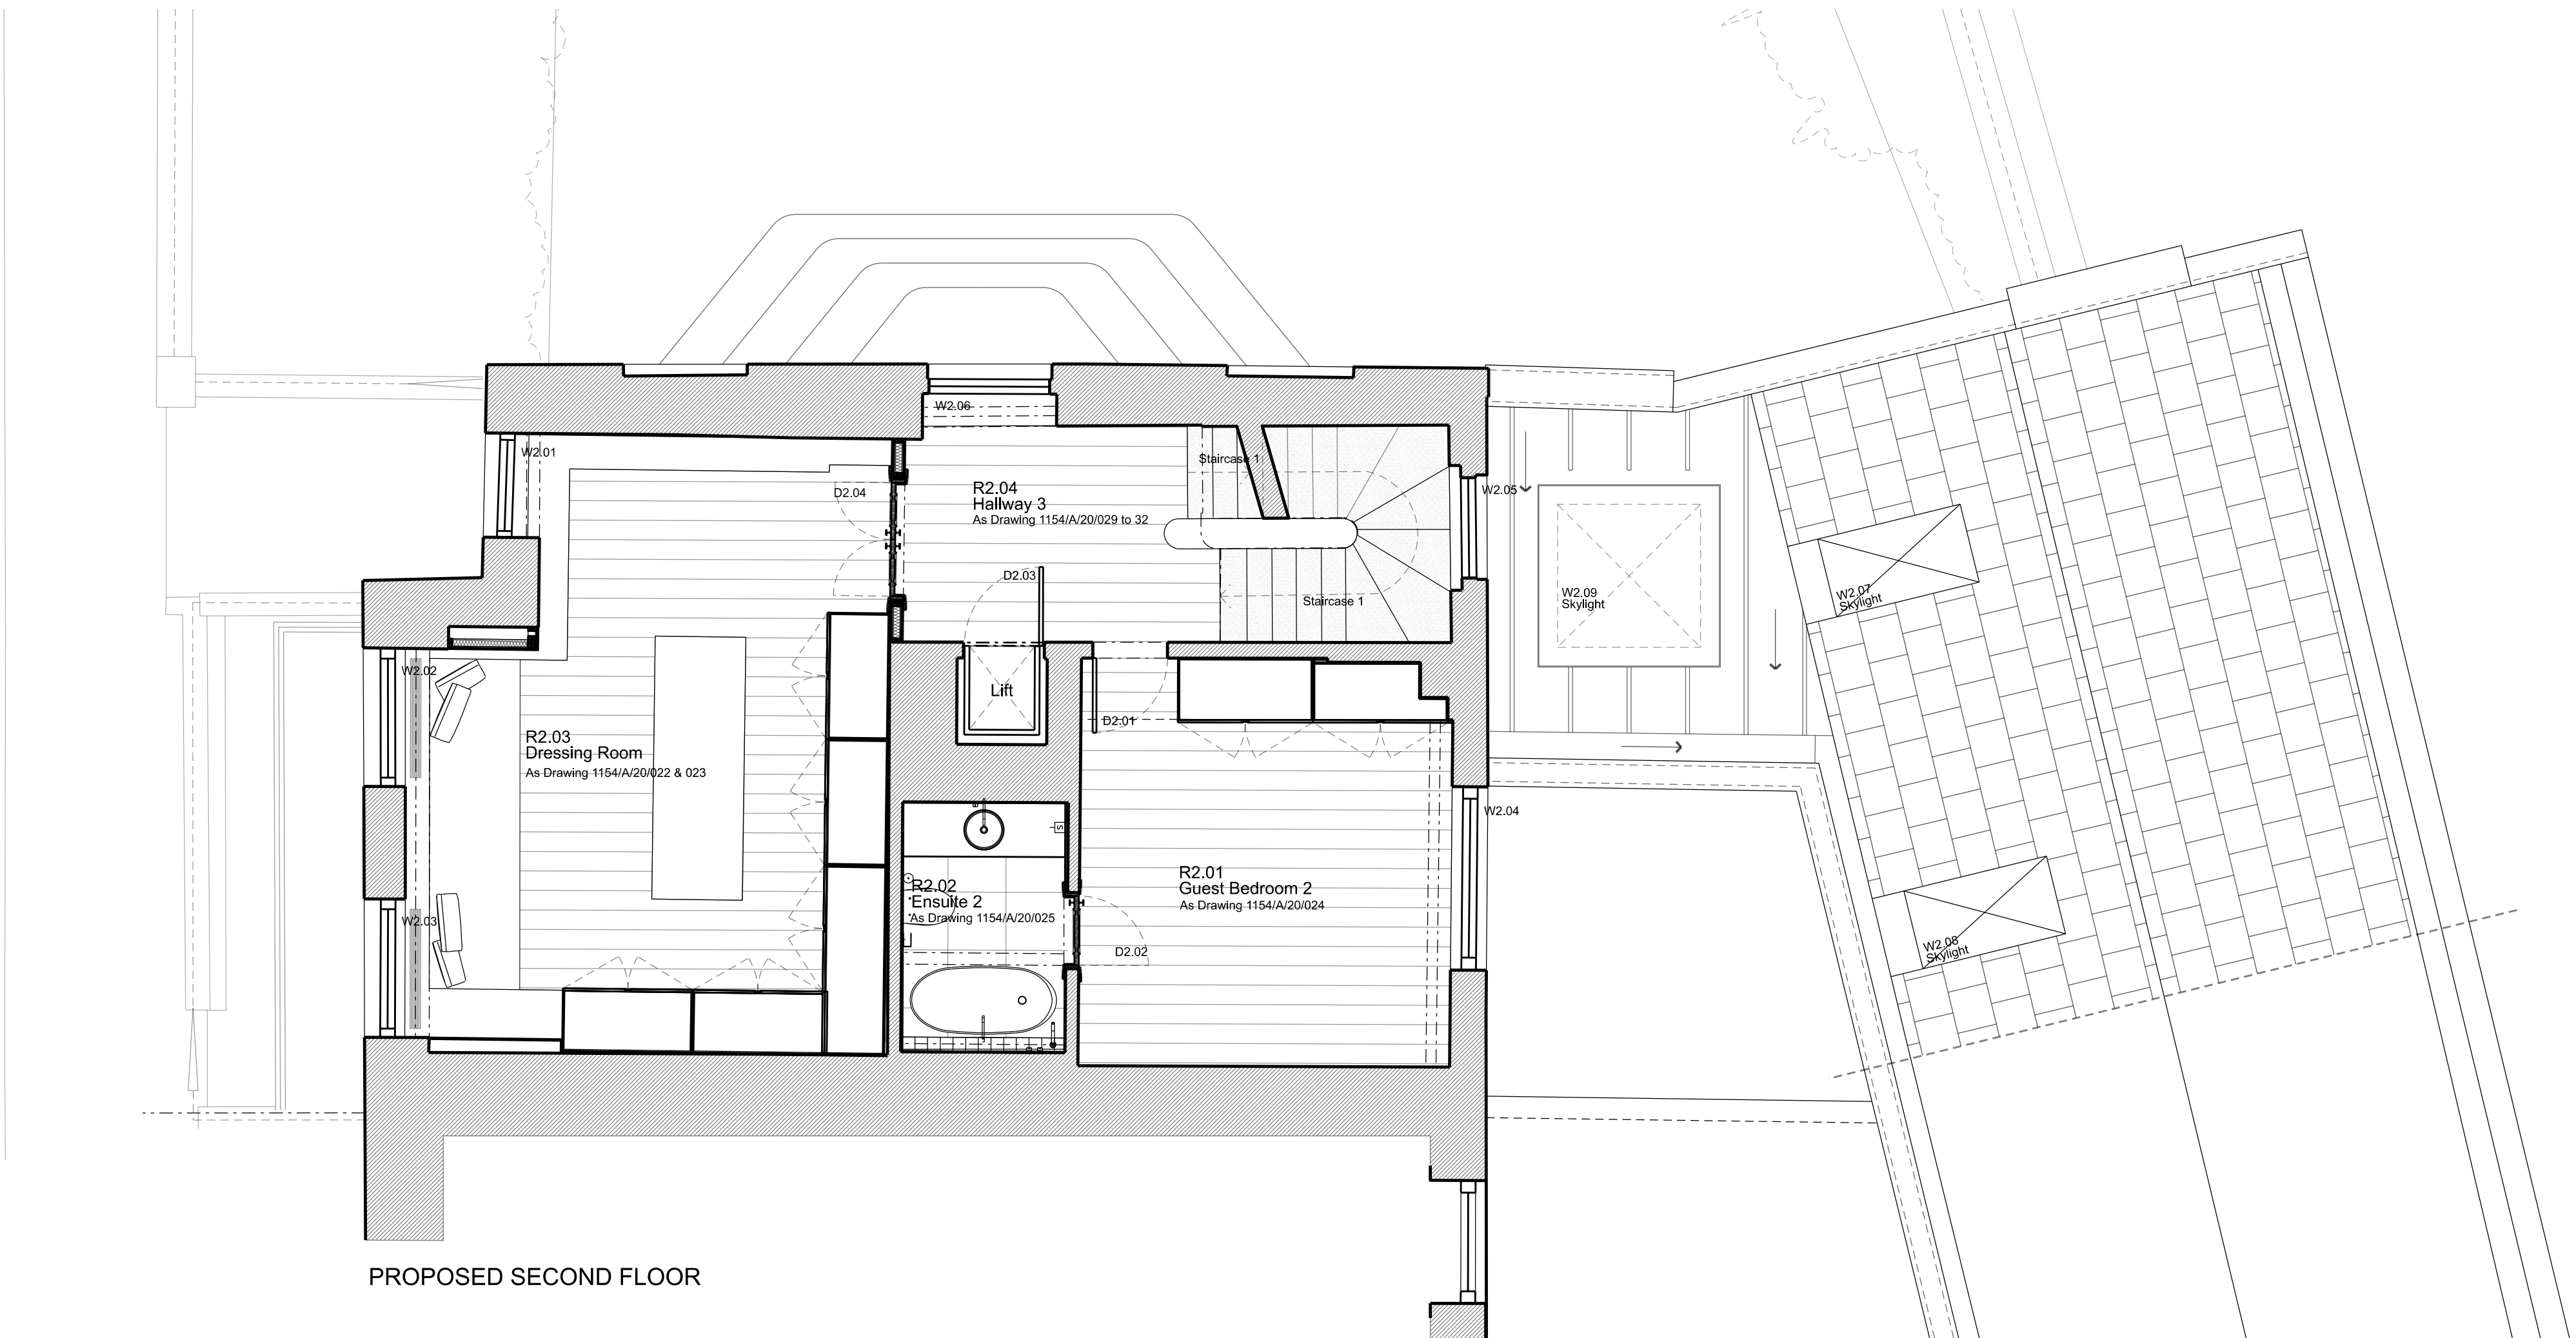 W2.06
W2.01
Staircase 1
D2.04
R2.04
Hallway 3
As Drawing 1154/A/20/029 to 32
W2.05
D2.03
Staircase 1
W2.09
Skylight
W2.07
Skylight
W2.02
Lift
D2.01
R2.03
Dressing Room
As Drawing 1154/A/20/022 & 023
W2.04
S
R2.01
Guest Bedroom 2
As Drawing 1154/A/20/024
R2.02
Ensuite 2
As Drawing 1154/A/20/025
W2.03
D2.02
W2.08
Skylight
PROPOSED SECOND FLOOR